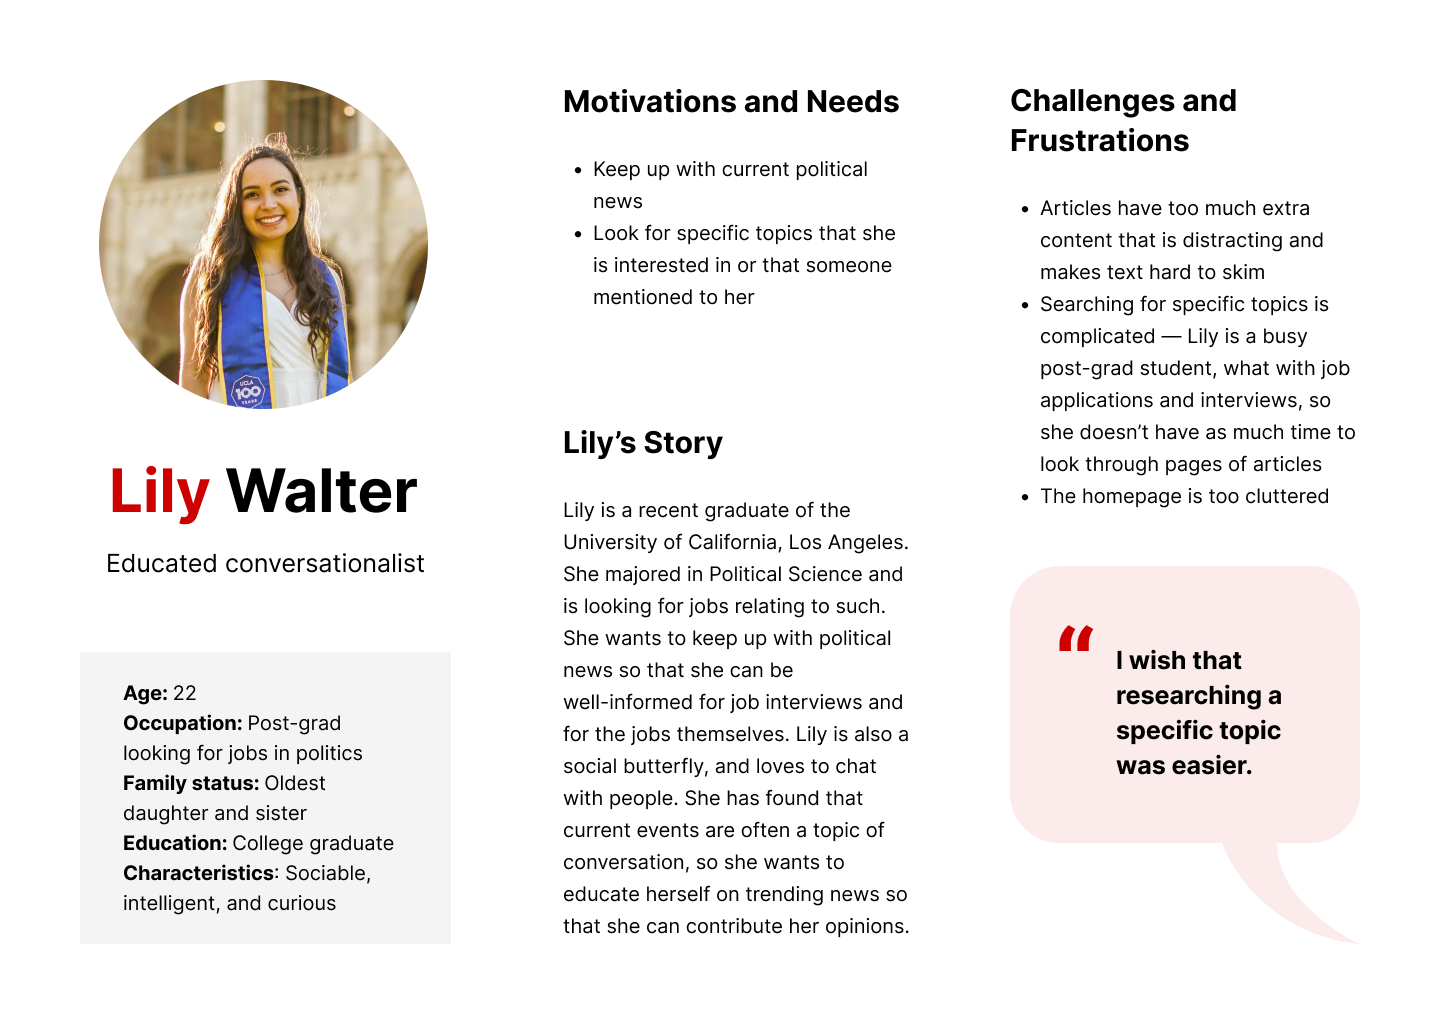 UCLA
100
YEARS
Lily Walter
Educated conversationalist
Age: 22
Occupation: Post-grad
looking for jobs in politics
Family status: Oldest
daughter and sister
Education: College graduate
Characteristics: Sociable,
intelligent, and curious
Motivations and Needs
• Keep up with current political
news
• Look for specific topics that she
is interested in or that someone
mentioned to her
Lily’s Story
Lily is a recent graduate of the
University of California, Los Angeles.
She majored in Political Science and
is looking for jobs relating to such.
She wants to keep up with political
news so that she can be
well-informed for job interviews and
for the jobs themselves. Lily is also a
social butterfly, and loves to chat
with people. She has found that
current events are often a topic of
conversation, so she wants to
educate herself on trending news so
that she can contribute her opinions.
Challenges and
Frustrations
• Articles have too much extra
content that is distracting and
makes text hard to skim
• Searching for specific topics is
complicated — Lily is a busy
post-grad student, what with job
applications and interviews, so
she doesn’t have as much time to
look through pages of articles
• The homepage is too cluttered
“ I wish that
researching a
specific topic
was easier.